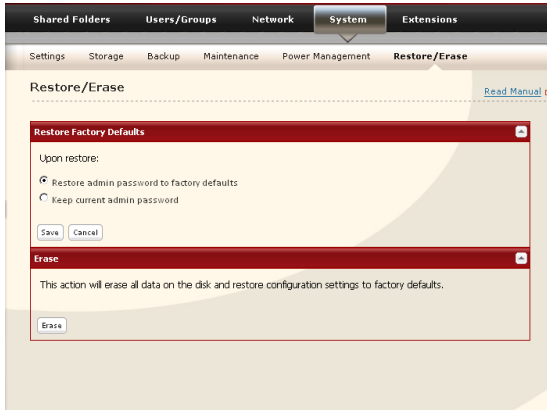 Shared Folders Users/Groups Network System Extensions
Settings Storage Backup Maintenance Power Management Restore/Erase
Restore/Erase
Read Manual
Restore Factory Defaults
Upon restore:
Restore admin password to factory defaults
Keep current admin password
Save Cancel
Erase
This action will erase all data on the disk and restore configuration settings to factory defaults.
Erase